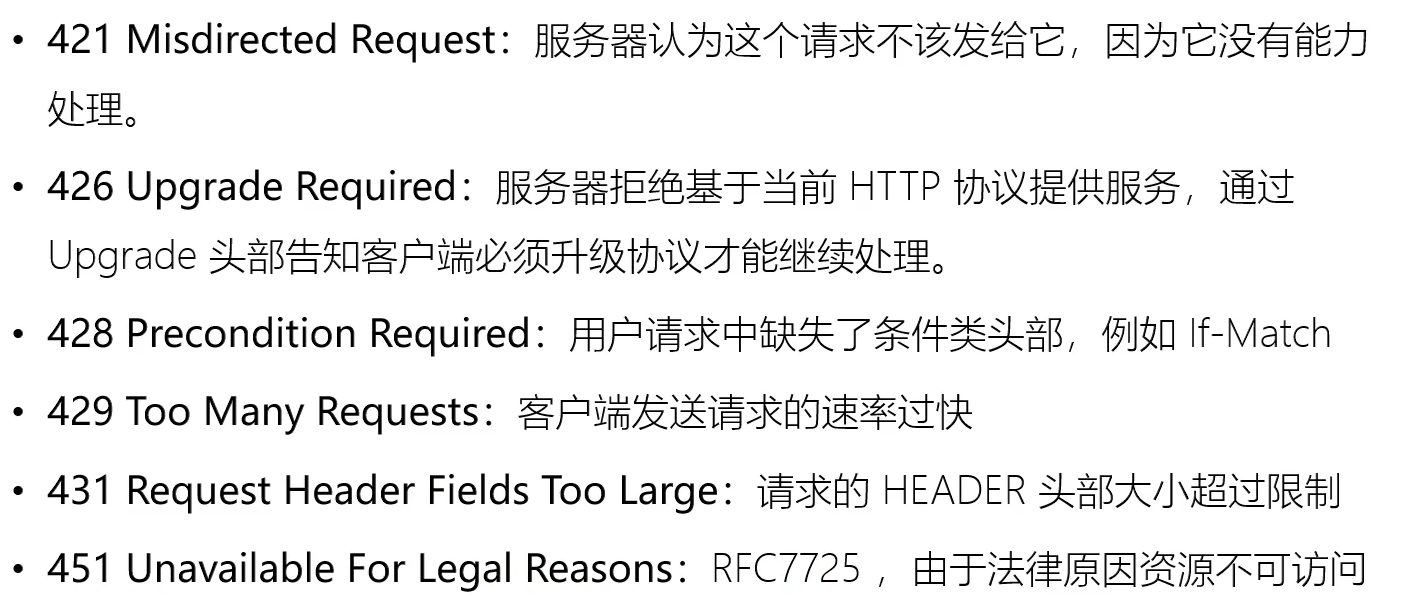 • 421 Misdirected Request：服务器认为这个请求不该发给它，因为它没有能力
处理。
• 426 Upgrade Required：服务器拒绝基于当前 HTTP 协议提供服务，通过
Upgrade 头部告知客户端必须升级协议才能继续处理。
• 428 Precondition Required：用户请求中缺失了条件类头部，例如 If-Match
• 429 Too Many Requests：客户端发送请求的速率过快
• 431 Request Header Fields Too Large：请求的 HEADER 头部大小超过限制
• 451 Unavailable For Legal Reasons：RFC7725 ，由于法律原因资源不可访问